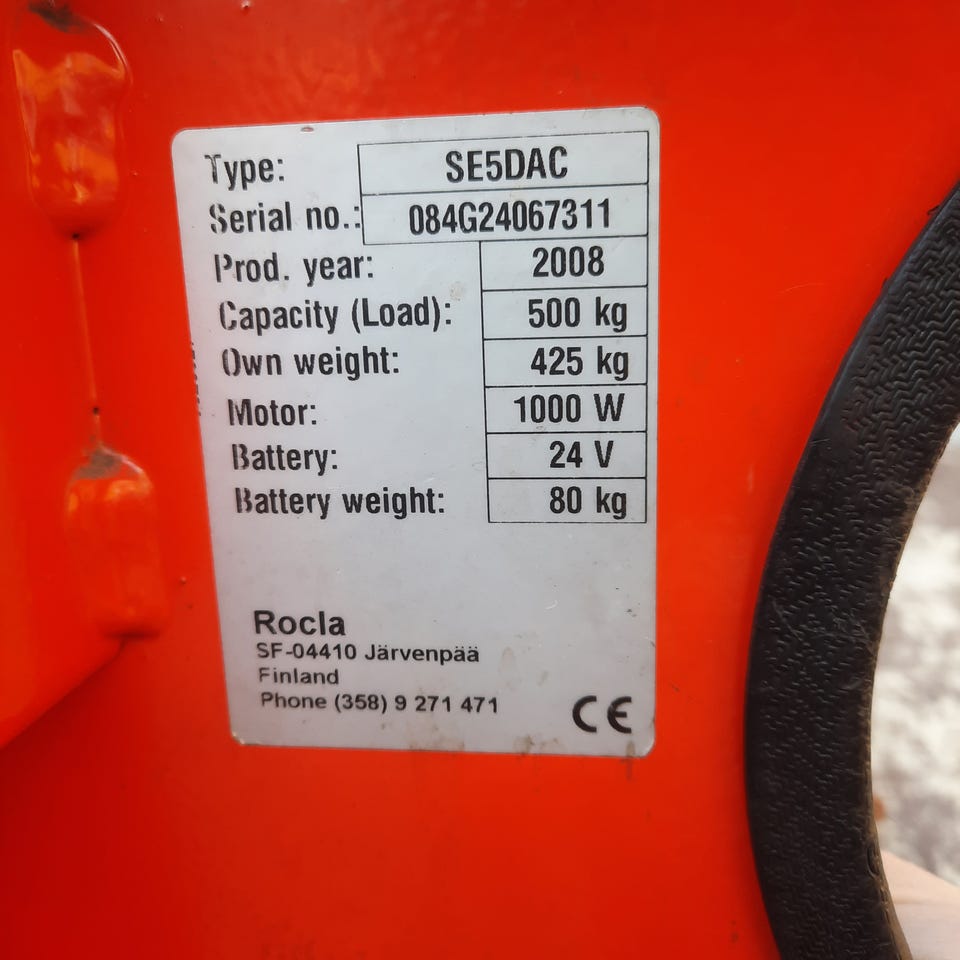 Type: SE5DAC
Serial no.: 084G24067311
Prod. year: 2008
Capacity (Load): 500 kg
Own weight: 425 kg
Motor: 1000 W
Battery: 24 V
Battery weight: 80 kg
Rocla
SF-04410 Järvenpää
Finland
Phone (358) 9 271 471
CE